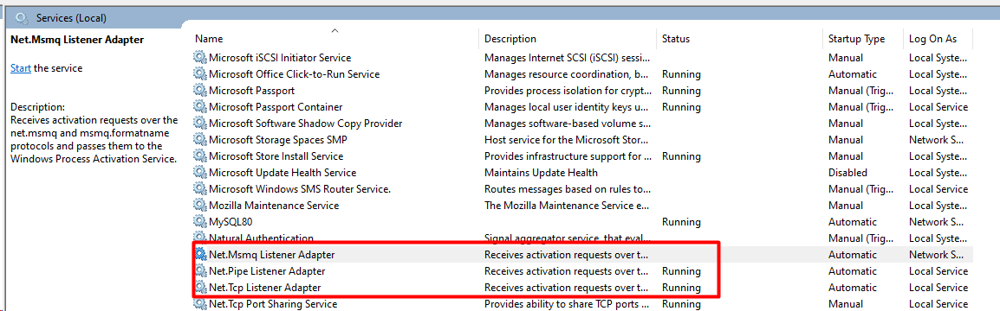 Services (Local)
Net.Msmq Listener Adapter
Start the service
Description:
Receives activation requests over the
net.msmq and msmq.formatname
protocols and passes them to the
Windows Process Activation Service.
Name Description Status Startup Type Log On As
Microsoft iSCSI Initiator Service Manages Internet SCSI (iSCSI) sessi... Manual Local Syste...
Microsoft Office Click-to-Run Service Manages resource coordination, b... Running Automatic Local Syste...
Microsoft Passport Provides process isolation for crypt... Running Manual (Trig... Local Syste...
Microsoft Passport Container Manages local user identity keys u... Running Manual (Trig... Local Service
Microsoft Software Shadow Copy Provider Manages software-based volume s... Manual Local Syste...
Microsoft Storage Spaces SMP Host service for the Microsoft Stor... Manual Network S...
Microsoft Store Install Service Provides infrastructure support for ... Running Manual Local Syste...
Microsoft Update Health Service Maintains Update Health Disabled Local Syste...
Microsoft Windows SMS Router Service. Routes messages based on rules to... Manual (Trig... Local Service
Mozilla Maintenance Service The Mozilla Maintenance Service e... Manual Local Syste...
MySQL80 Running Automatic Network S...
Natural Authentication Signal aggregator service, that eval... Manual (Trig... Local Syste...
Net.Msmq Listener Adapter Receives activation requests over t... Automatic Network S...
Net.Pipe Listener Adapter Receives activation requests over t... Running Automatic Local Service
Net.Tcp Listener Adapter Receives activation requests over t... Running Automatic Local Service
Net.Tcp Port Sharing Service Provides ability to share TCP ports ... Running Manual Local Service